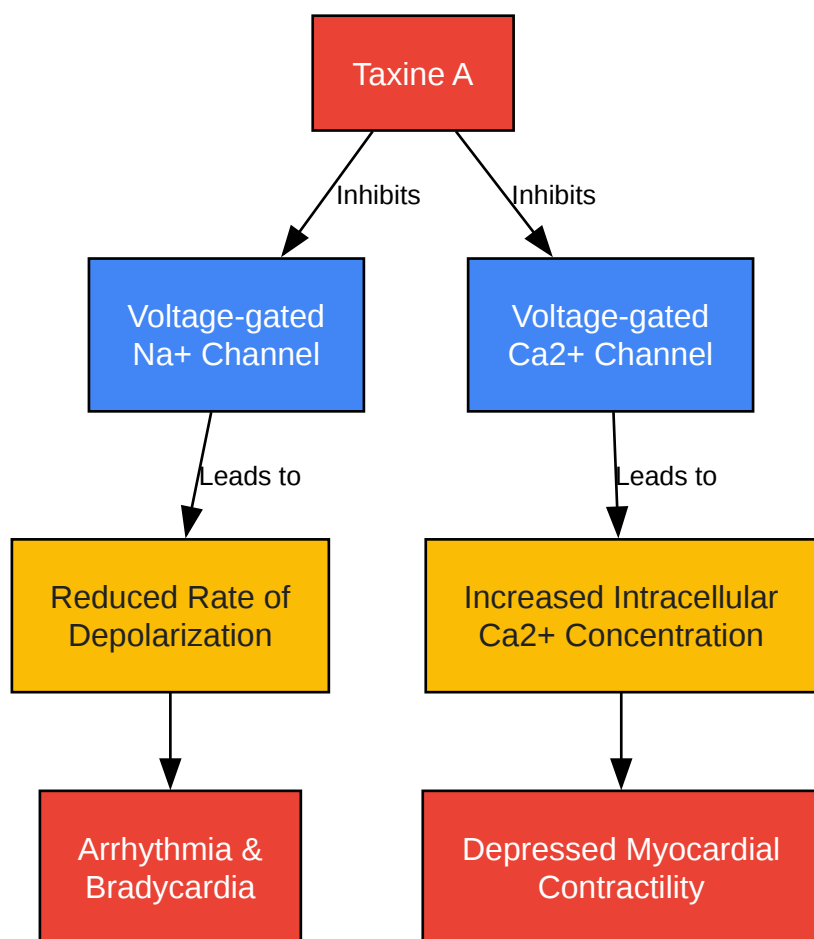 Taxine A
Inhibits
Inhibits
Voltage-gated
Na+ Channel
Voltage-gated
Ca2+ Channel
Leads to
Leads to
Reduced Rate of
Depolarization
Increased Intracellular
Ca2+ Concentration
Arrhythmia &
Bradycardia
Depressed Myocardial
Contractility